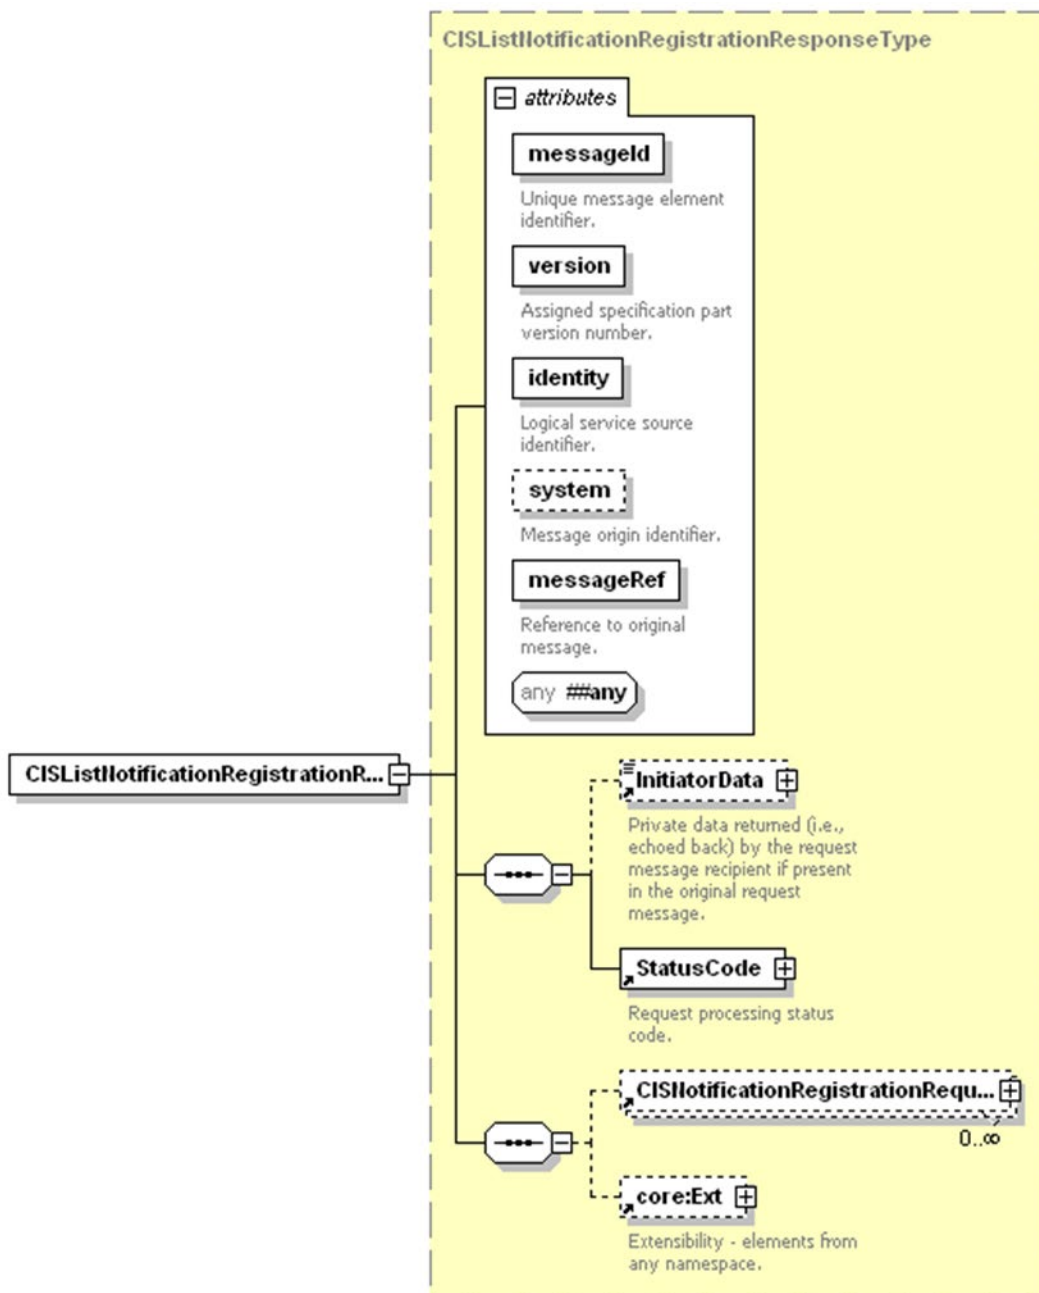 CISListNotificationRegistrationResponseType
attributes
messageId
Unique message element
identifier.
version
Assigned specification part
version number.
identity
Logical service source
identifier.
system
Message origin identifier.
messageRef
Reference to original
message.
any ##any
CISListNotificationRegistrationR...
InitiatorData
Private data returned (i.e.,
echoed back) by the request
message recipient if present
in the original request
message.
StatusCode
Request processing status
code.
CISNotificationRegistrationRequ...
0..∞
core:Ext
Extensibility - elements from
any namespace.